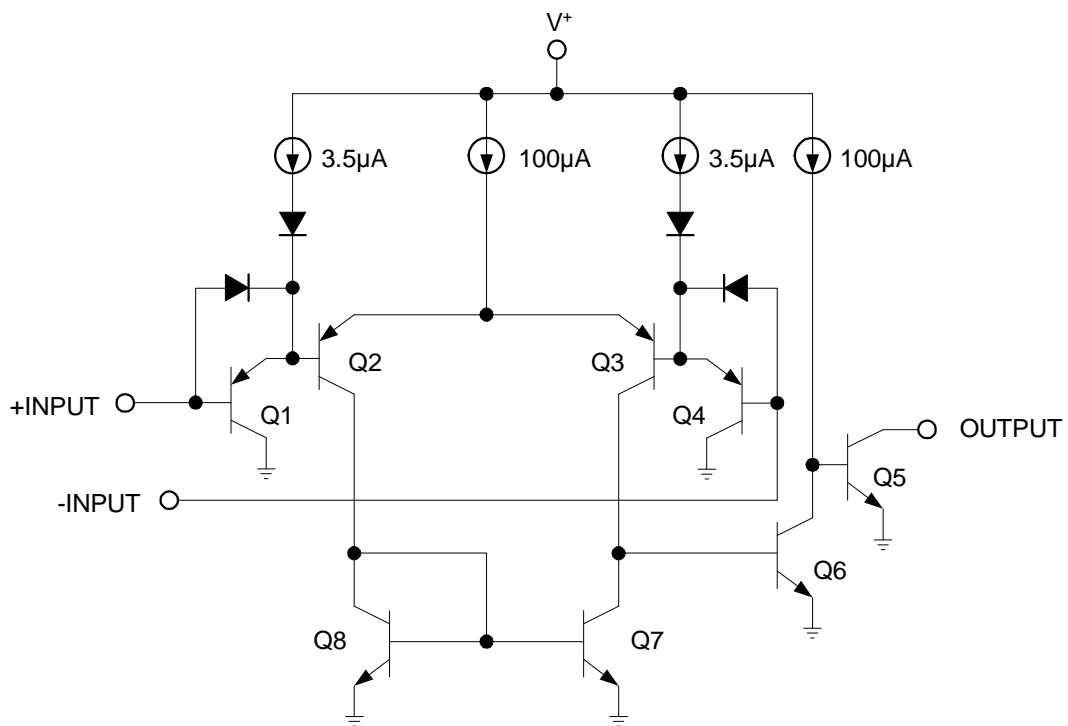 V+
3.5µA
100µA
3.5µA
100µA
Q2
Q3
+INPUT
Q1
Q4
OUTPUT
Q5
-INPUT
Q6
Q8
Q7